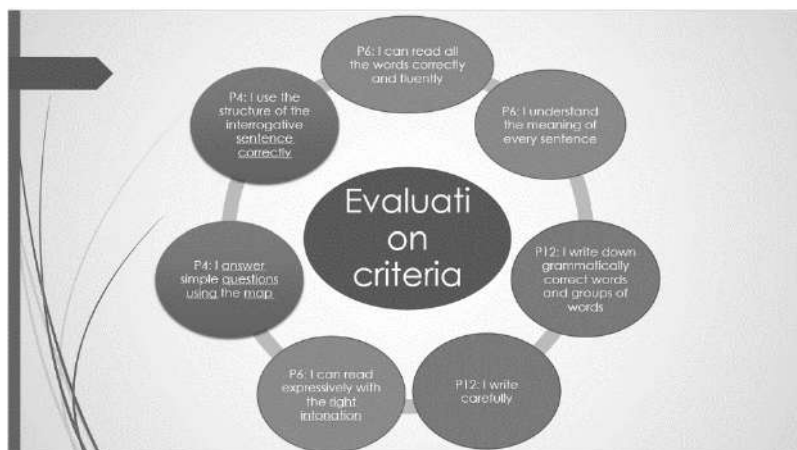 P6: I can read all
the words correctly
and fluently
P6: I understand
the meaning of
every sentence
P12: I write down
grammatically
correct words
and groups of
words
P12: I write
carefully
P6: I can read
expressively with
the right
intonation
P4: I answer
simple questions
using the map
P4: I use the
structure of the
interrogative
sentence
correctly
Evaluati
on
criteria